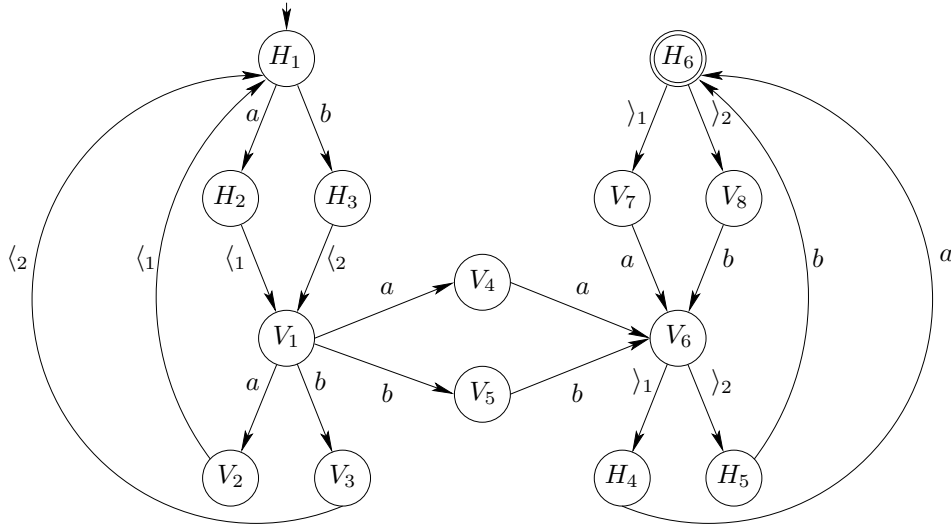 H₁ H₆
a b ⟩₁ ⟩₂
H₂ H₃ V₇ V₈
⟨₂ ⟨₁ ⟨₁ ⟨₂ a b b a
a V₄ a
V₁ V₆
a b b V₅ b ⟩₁ ⟩₂
V₂ V₃ H₄ H₅